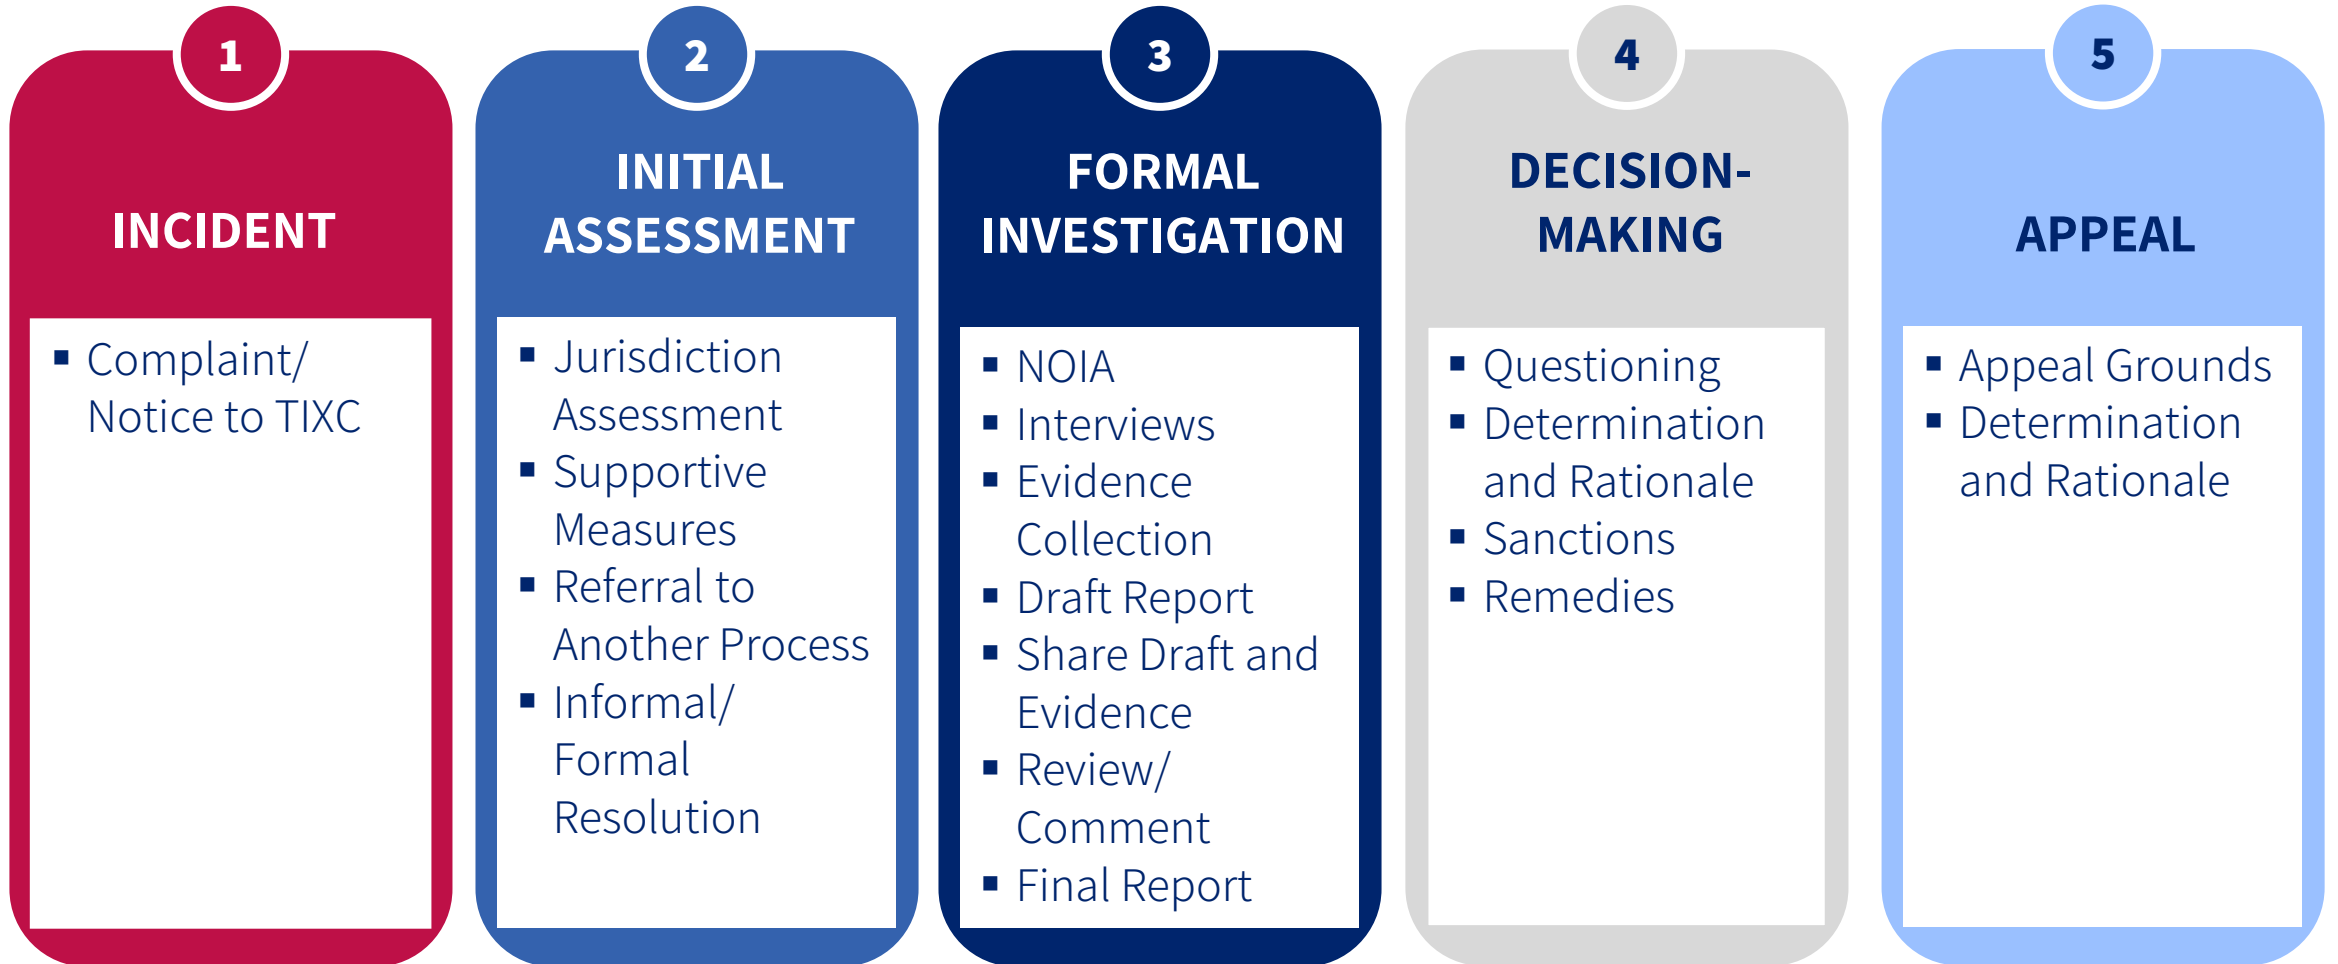 1
INCIDENT
▪ Complaint/
Notice to TIXC
2
INITIAL
ASSESSMENT
▪ Jurisdiction
Assessment
▪ Supportive
Measures
▪ Referral to
Another Process
▪ Informal/
Formal
Resolution
3
FORMAL
INVESTIGATION
▪ NOIA
▪ Interviews
▪ Evidence
Collection
▪ Draft Report
▪ Share Draft and
Evidence
▪ Review/
Comment
▪ Final Report
4
DECISION-
MAKING
▪ Questioning
▪ Determination
and Rationale
▪ Sanctions
▪ Remedies
5
APPEAL
▪ Appeal Grounds
▪ Determination
and Rationale